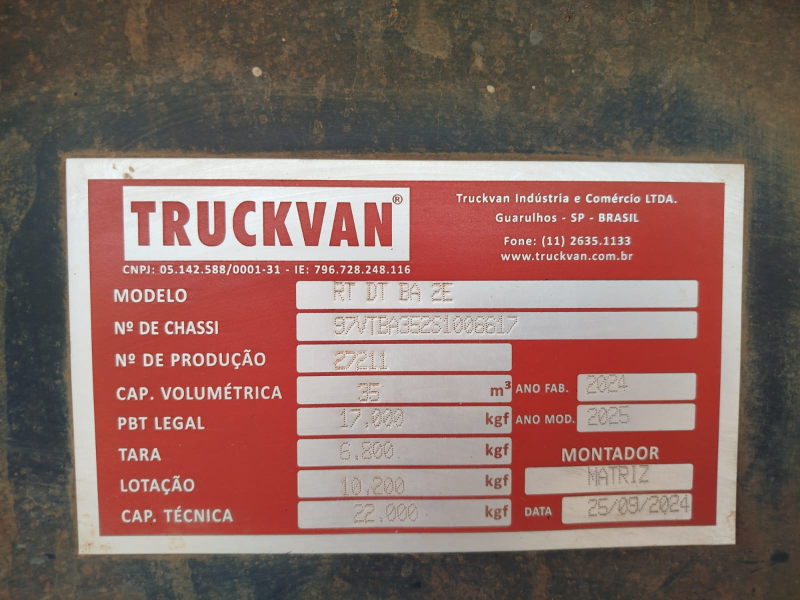 TRUCKVAN®
CNPJ: 05.142.588/0001-31 - IE: 796.728.248.116
Truckvan Indústria e Comércio LTDA.
Guarulhos - SP - BRASIL
Fone: (11) 2635.1133
www.truckvan.com.br
MODELO RT DT BA 2E
Nº DE CHASSI 97VTBA352S1008617
Nº DE PRODUÇÃO 27211
CAP. VOLUMÉTRICA 35 m³ ANO FAB. 2024
PBT LEGAL 17.000 kgf ANO MOD. 2025
TARA 6.800 kgf MONTADOR
LOTAÇÃO 10.200 kgf MATRIZ
CAP. TÉCNICA 22.000 kgf DATA 25/09/2024